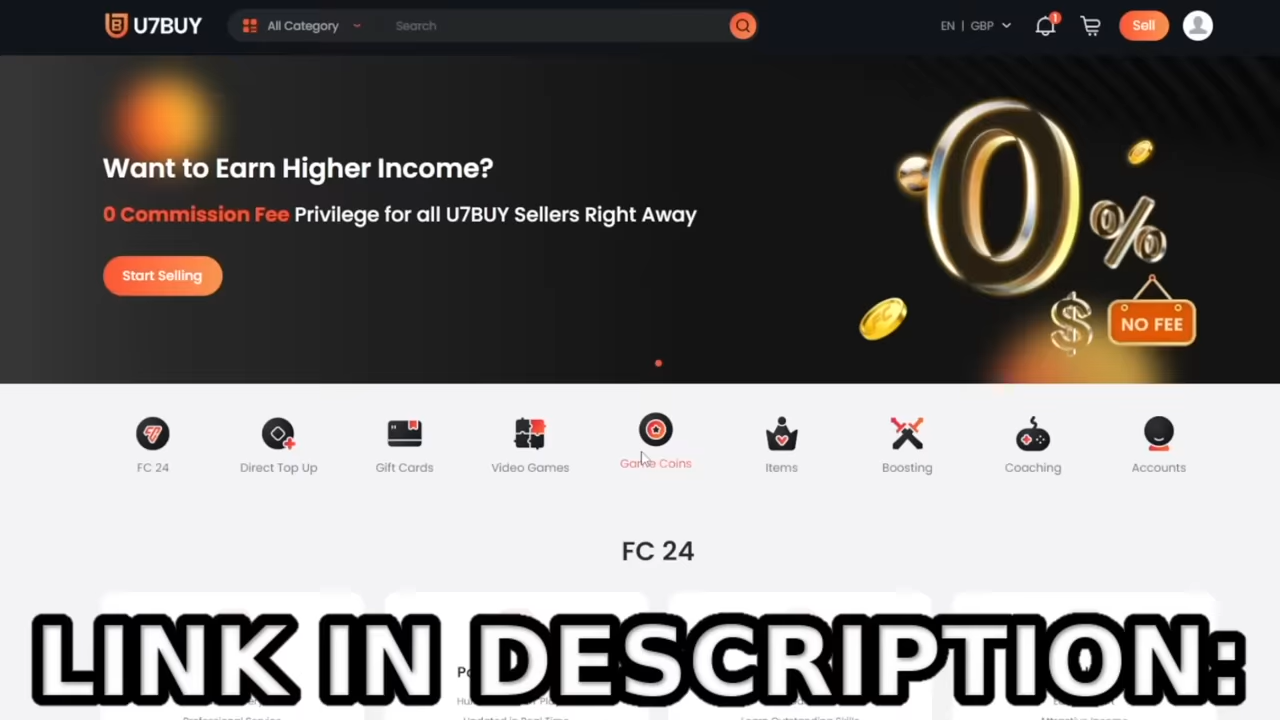 U7BUY
All Category
Search
EN | GBP
1
Sell
Want to Earn Higher Income?
0 Commission Fee Privilege for all U7BUY Sellers Right Away
Start Selling
0%
$
NO FEE
FC 24
Direct Top Up
Gift Cards
Video Games
Game Coins
Items
Boosting
Coaching
Accounts
FC 24
LINK IN DESCRIPTION: